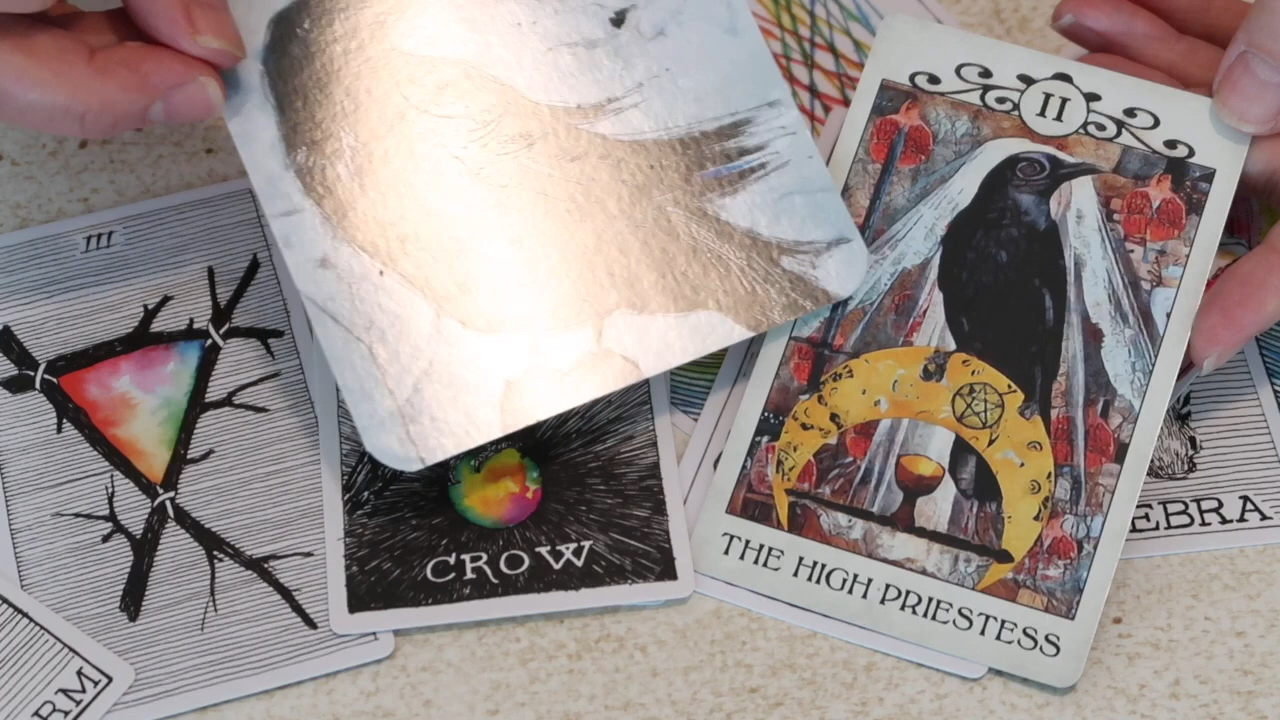 III
II
CROW
THE HIGH PRIESTESS
EBRA
RM